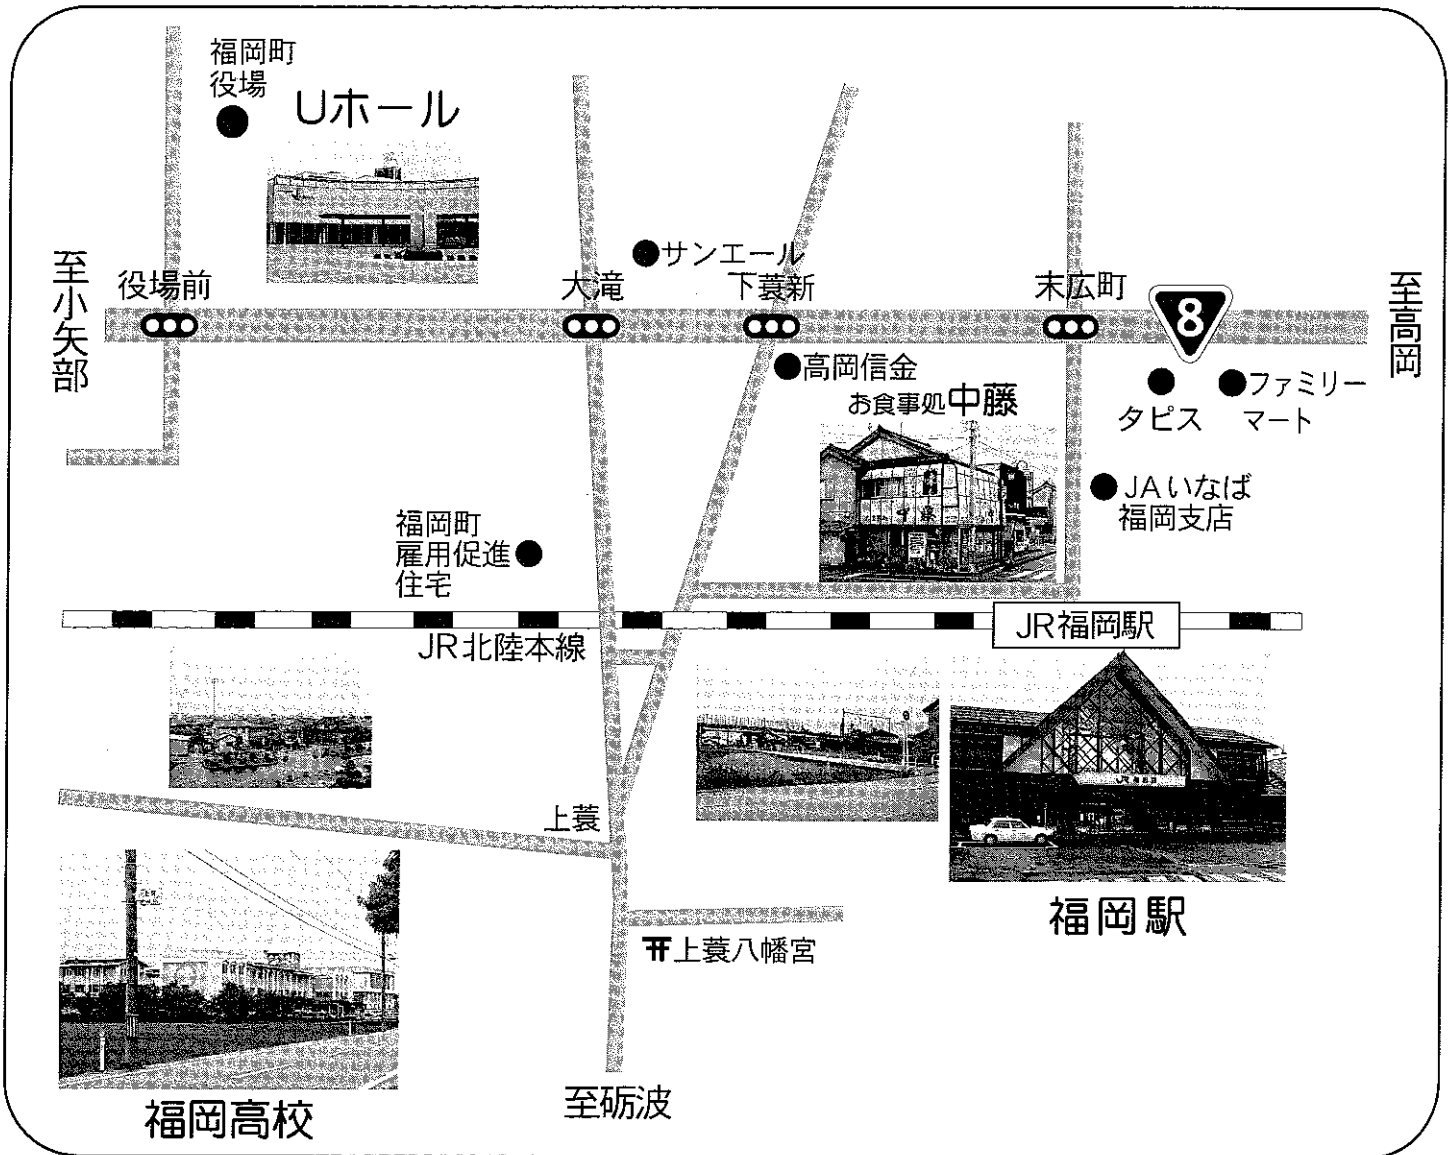 福岡町
役場
Uホール
サンエール
至小矢部
役場前
大滝
下蓑新
末広町
8
至高岡
高岡信金
お食事処中藤
タピス
ファミリー
マート
JAいなば
福岡支店
福岡町
雇用促進
住宅
JR北陸本線
JR福岡駅
上蓑
福岡駅
上蓑八幡宮
福岡高校
至砺波